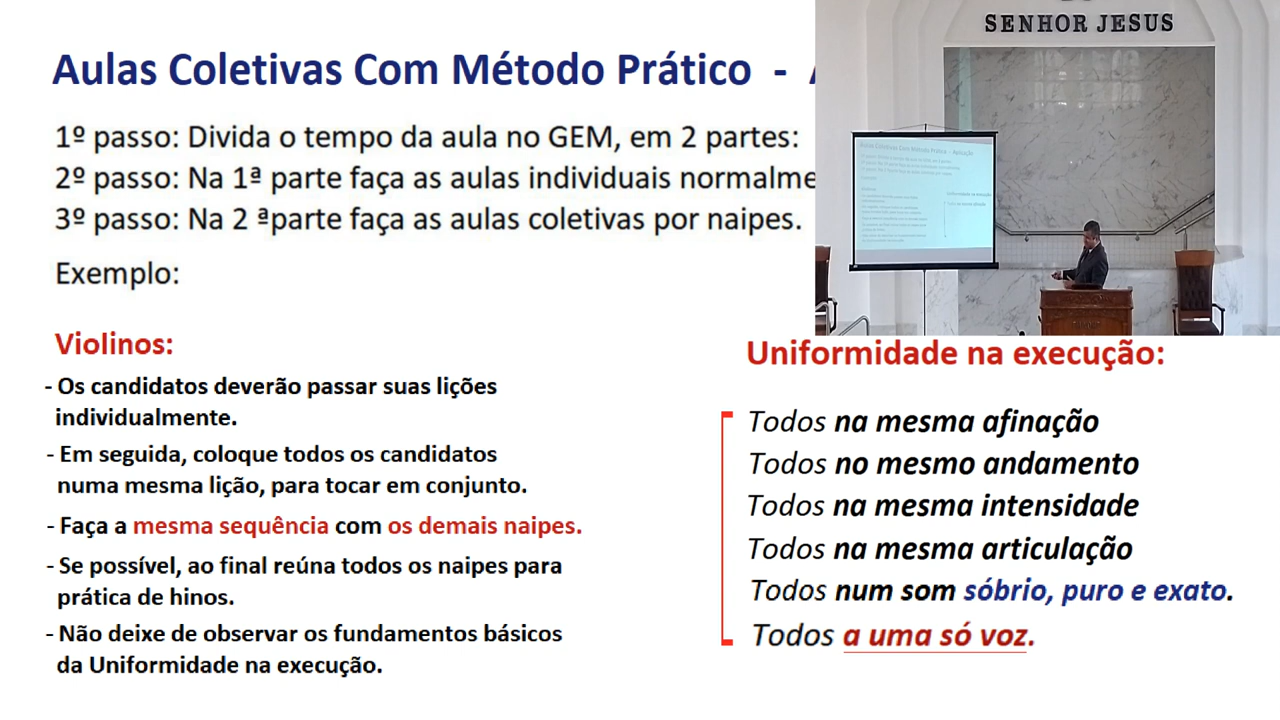 Aulas Coletivas Com Método Prático -
1º passo: Divida o tempo da aula no GEM, em 2 partes:
2º passo: Na 1ª parte faça as aulas individuais normalme
3º passo: Na 2 ªparte faça as aulas coletivas por naipes.
Exemplo:
Violinos:
- Os candidatos deverão passar suas lições
individualmente.
- Em seguida, coloque todos os candidatos
numa mesma lição, para tocar em conjunto.
- Faça a mesma sequência com os demais naipes.
- Se possível, ao final reúna todos os naipes para
prática de hinos.
- Não deixe de observar os fundamentos básicos
da Uniformidade na execução.
SENHOR JESUS
Uniformidade na execução:
Todos na mesma afinação
Todos no mesmo andamento
Todos na mesma intensidade
Todos na mesma articulação
Todos num som sóbrio, puro e exato.
Todos a uma só voz.